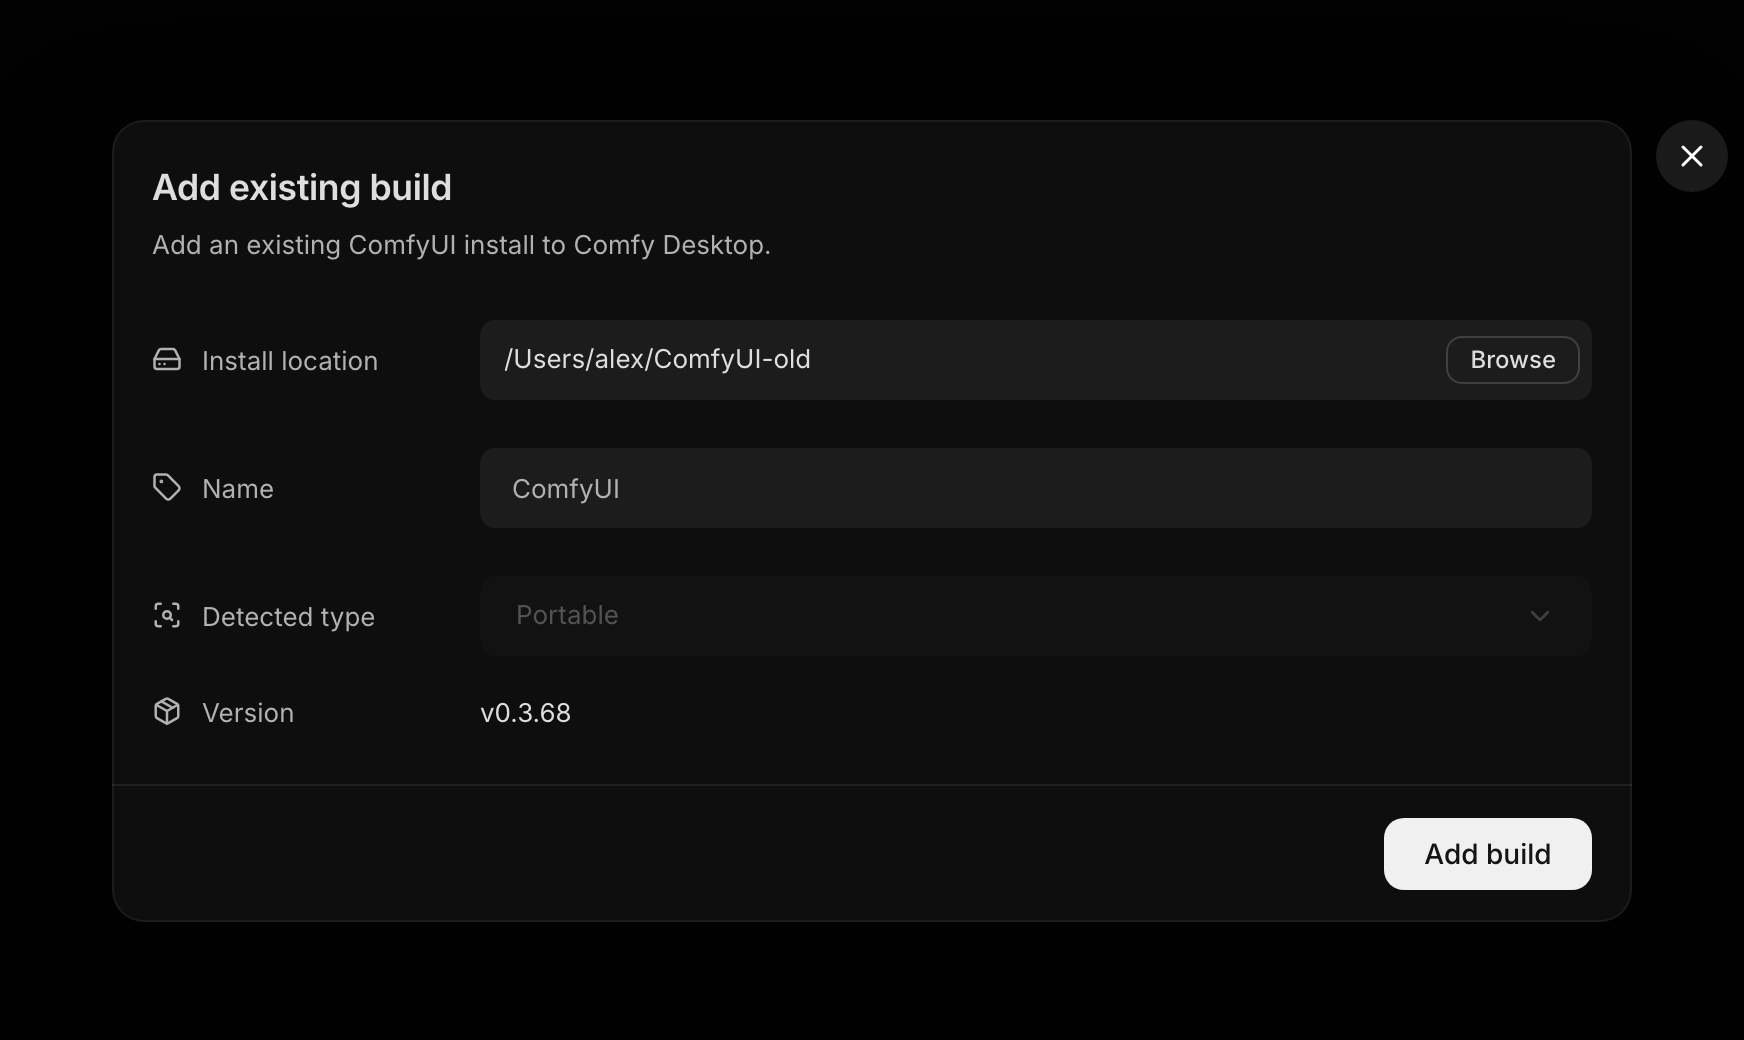 Add existing build
Add an existing ComfyUI install to Comfy Desktop.
Install location
/Users/alex/ComfyUI-old
Browse
Name
ComfyUI
Detected type
Portable
Version
v0.3.68
Add build